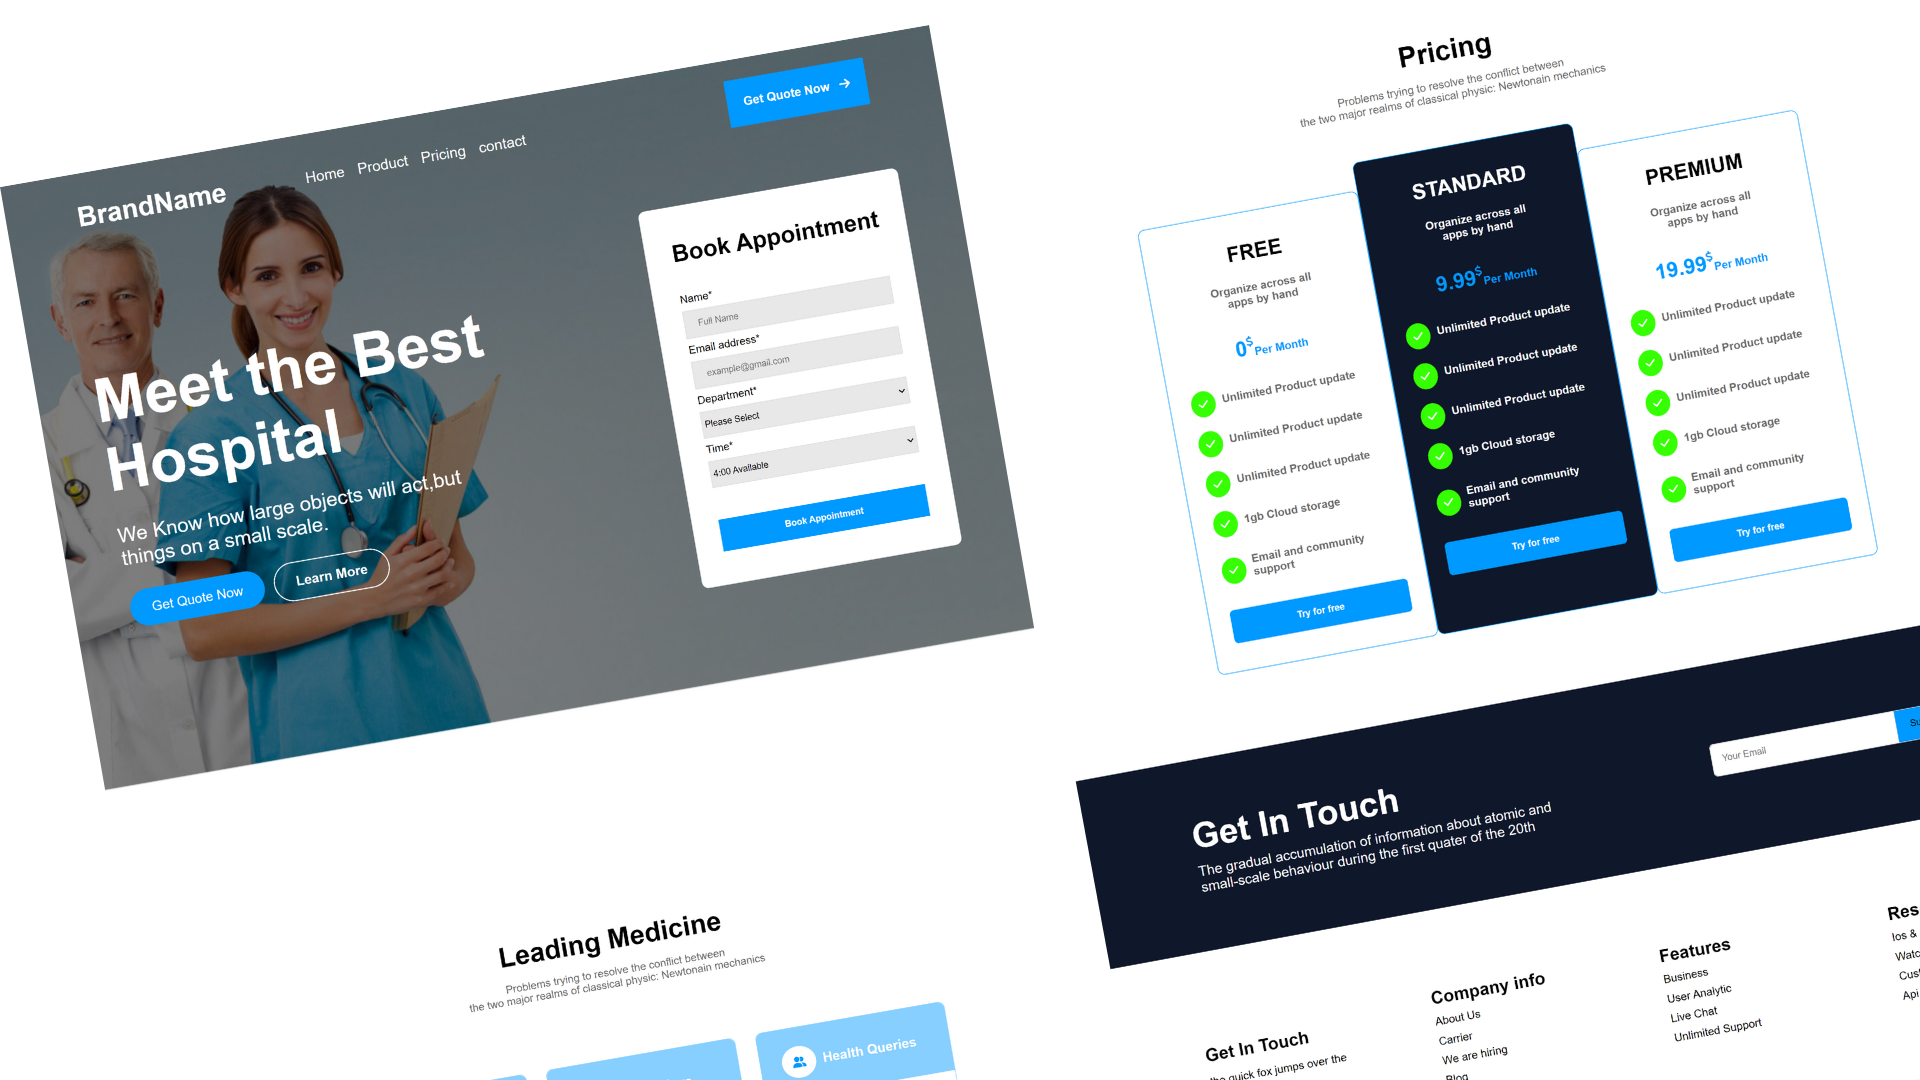 BrandName
Home
Product
Pricing
contact
Get Quote Now
Meet the Best
Hospital
We Know how large objects will act,but
things on a small scale.
Get Quote Now
Learn More
Book Appointment
Name*
Full Name
Email address*
example@gmail.com
Department*
Please Select
Time*
4:00 Available
Book Appointment
Leading Medicine
Problems trying to resolve the conflict between
the two major realms of classical physic: Newtonain mechanics
Health Queries
Pricing
Problems trying to resolve the conflict between
the two major realms of classical physic: Newtonain mechanics
FREE
Organize across all
apps by hand
0$ Per Month
Unlimited Product update
Unlimited Product update
Unlimited Product update
1gb Cloud storage
Email and community
support
Try for free
STANDARD
Organize across all
apps by hand
9.99$ Per Month
Unlimited Product update
Unlimited Product update
Unlimited Product update
1gb Cloud storage
Email and community
support
Try for free
PREMIUM
Organize across all
apps by hand
19.99$ Per Month
Unlimited Product update
Unlimited Product update
Unlimited Product update
1gb Cloud storage
Email and community
support
Try for free
Get In Touch
The gradual accumulation of information about atomic and
small-scale behaviour during the first quater of the 20th
Your Email
Get In Touch
the quick fox jumps over the
Company info
About Us
Carrier
We are hiring
Blog
Features
Business
User Analytic
Live Chat
Unlimited Support
Ios &
Api